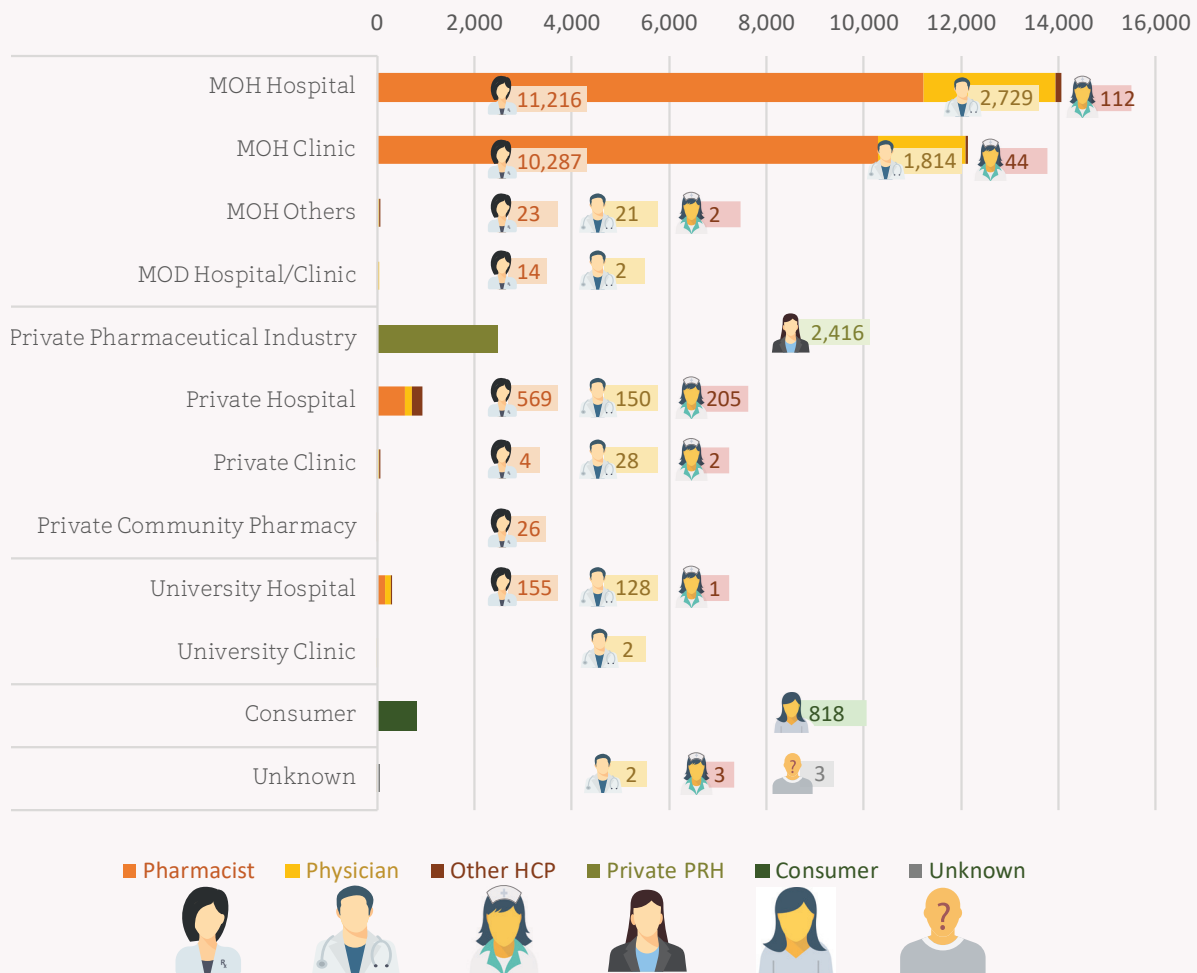 0 2,000 4,000 6,000 8,000 10,000 12,000 14,000 16,000
MOH Hospital 11,216 2,729 112
MOH Clinic 10,287 1,814 44
MOH Others 23 21 2
MOD Hospital/Clinic 14 2
Private Pharmaceutical Industry 2,416
Private Hospital 569 150 205
Private Clinic 4 28 2
Private Community Pharmacy 26
University Hospital 155 128 1
University Clinic 2
Consumer 818
Unknown 2 3 ? 3
Pharmacist Physician Other HCP Private PRH Consumer Unknown
?